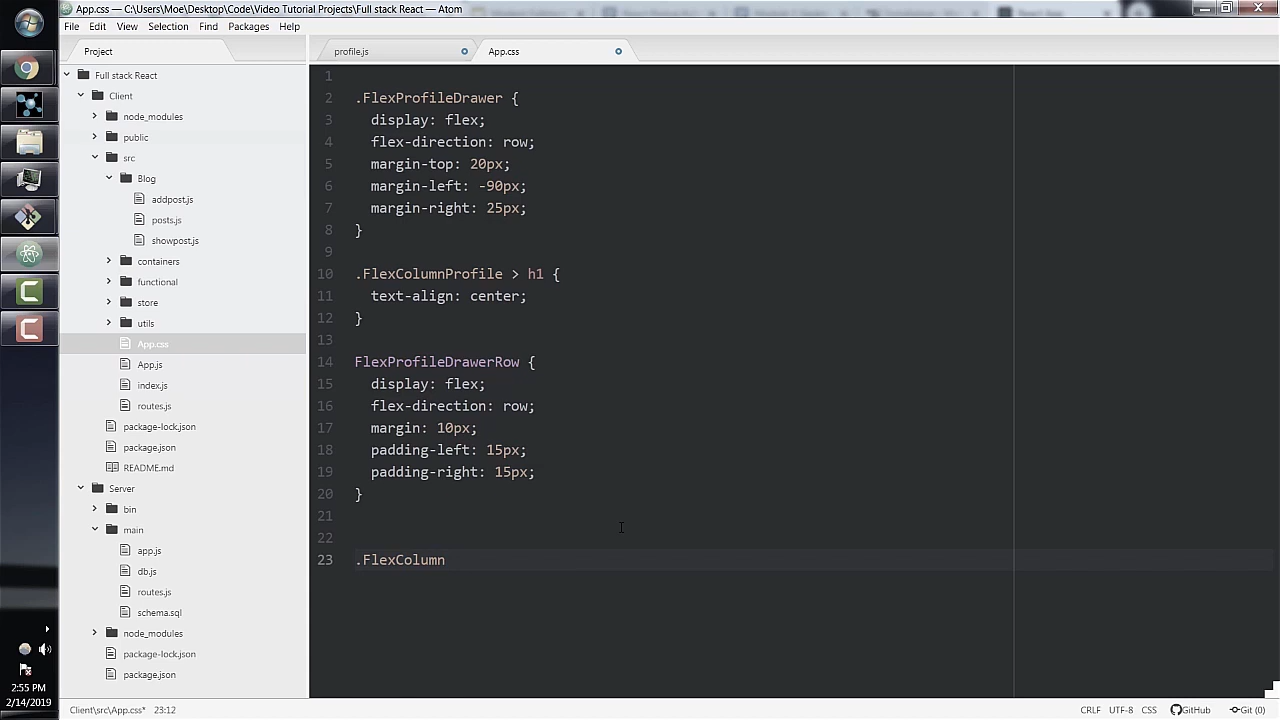 App.css — C:\Users\Moe\Desktop\Code\Video Tutorial Projects\Full stack React — Atom
File Edit View Selection Find Packages Help
Project
profile.js
App.css
Full stack React
Client
node_modules
public
src
Blog
addpost.js
posts.js
showpost.js
containers
functional
store
utils
App.css
App.js
index.js
routes.js
package-lock.json
package.json
README.md
Server
bin
main
app.js
db.js
routes.js
schema.sql
node_modules
package-lock.json
package.json
1
2 .FlexProfileDrawer {
3 display: flex;
4 flex-direction: row;
5 margin-top: 20px;
6 margin-left: -90px;
7 margin-right: 25px;
8 }
9
10 .FlexColumnProfile > h1 {
11 text-align: center;
12 }
13
14 FlexProfileDrawerRow {
15 display: flex;
16 flex-direction: row;
17 margin: 10px;
18 padding-left: 15px;
19 padding-right: 15px;
20 }
21
22
23 .FlexColumn
2:55 PM
2/14/2019
Client\src\App.css* 23:12
CRLF UTF-8 CSS GitHub Git (0)